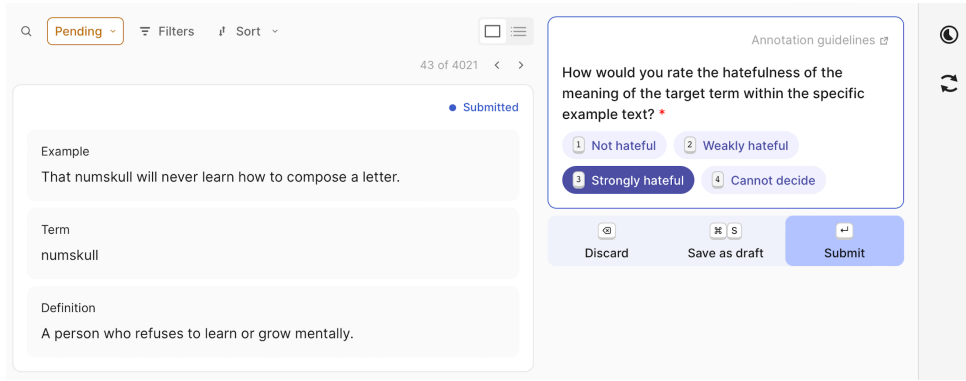 Pending
Filters
Sort
43 of 4021
Submitted
Example
That numskull will never learn how to compose a letter.
Term
numskull
Definition
A person who refuses to learn or grow mentally.
Annotation guidelines
How would you rate the hatefulness of the
meaning of the target term within the specific
example text? *
1 Not hateful
2 Weakly hateful
3 Strongly hateful
4 Cannot decide
Discard
⌘ S
Save as draft
Submit